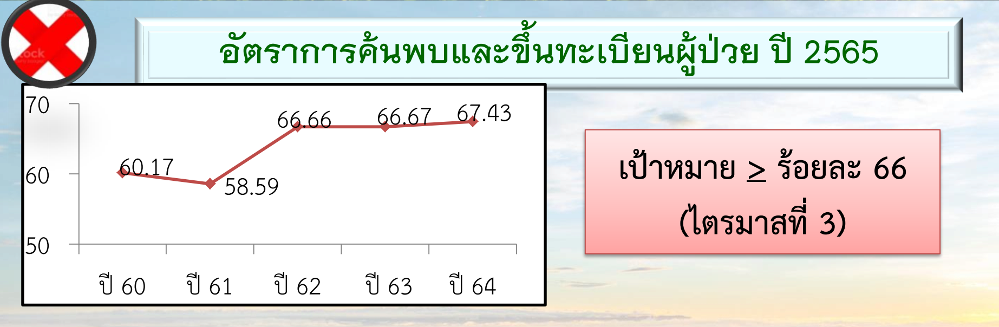 อัตราการค้นพบและขึ้นทะเบียนผู้ป่วย ปี 2565
70
60
50
60.17
58.59
66.66
66.67
67.43
ปี 60
ปี 61
ปี 62
ปี 63
ปี 64
เป้าหมาย > ร้อยละ 66
(ไตรมาสที่ 3)